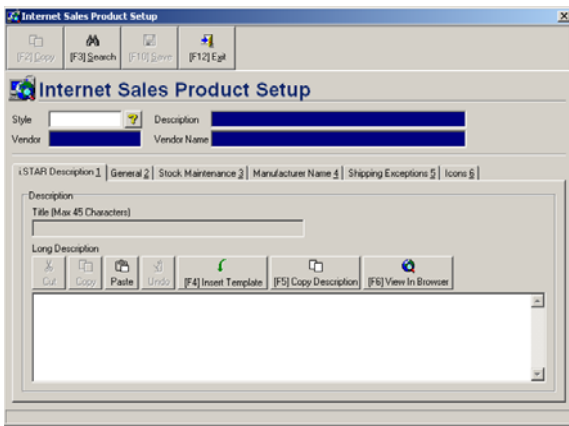 Internet Sales Product Setup
[F2] Copy [F3] Search [F10] Save [F12] Exit
Internet Sales Product Setup
Style ? Description
Vendor Vendor Name
i.STAR Description 1 General 2 Stock Maintenance 3 Manufacturer Name 4 Shipping Exceptions 5 Icons 6
Description
Title (Max 45 Characters)
Long Description
Cut Copy Paste Undo [F4] Insert Template [F5] Copy Description [F6] View In Browser